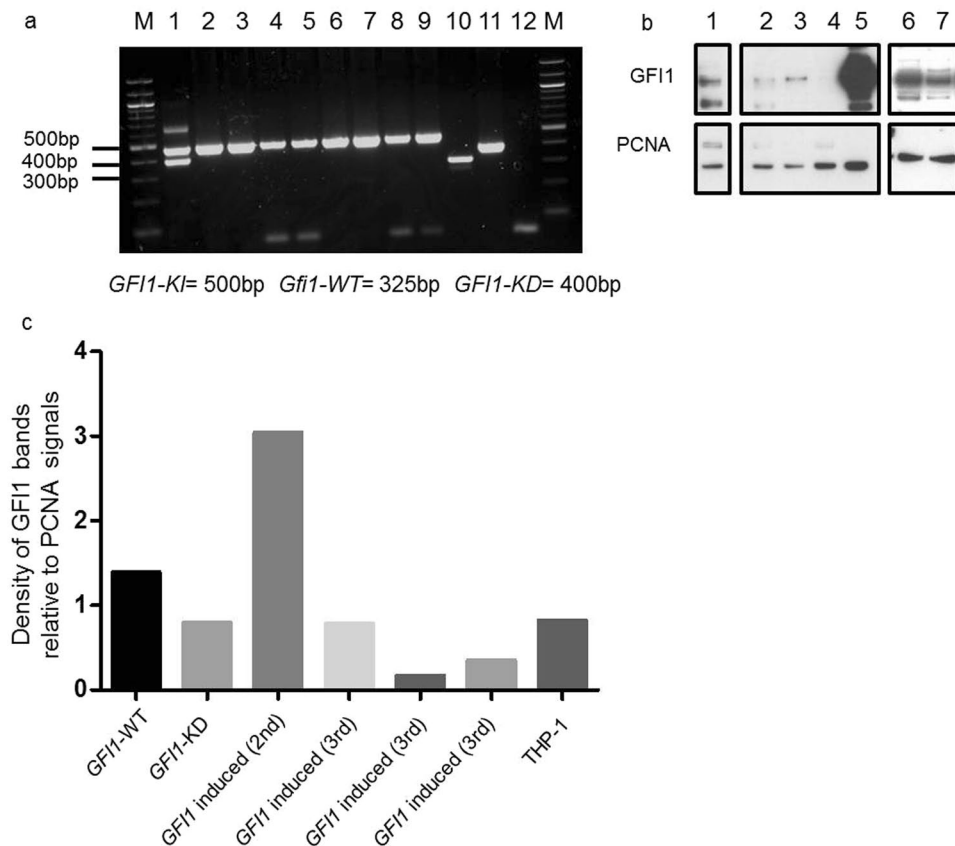 a
M 1 2 3 4 5 6 7 8 9 10 11 12 M
500bp
400bp
300bp
GFI1-KI= 500bp Gfi1-WT= 325bp GFI1-KD= 400bp
b
1 2 3 4 5 6 7
GFI1
PCNA
c
Density of GFI1 bands
relative to PCNA signals
4
3
2
1
0
GFI1-WT
GFI1-KD
GFI1 induced (2nd)
GFI1 induced (3rd)
GFI1 induced (3rd)
GFI1 induced (3rd)
THP-1